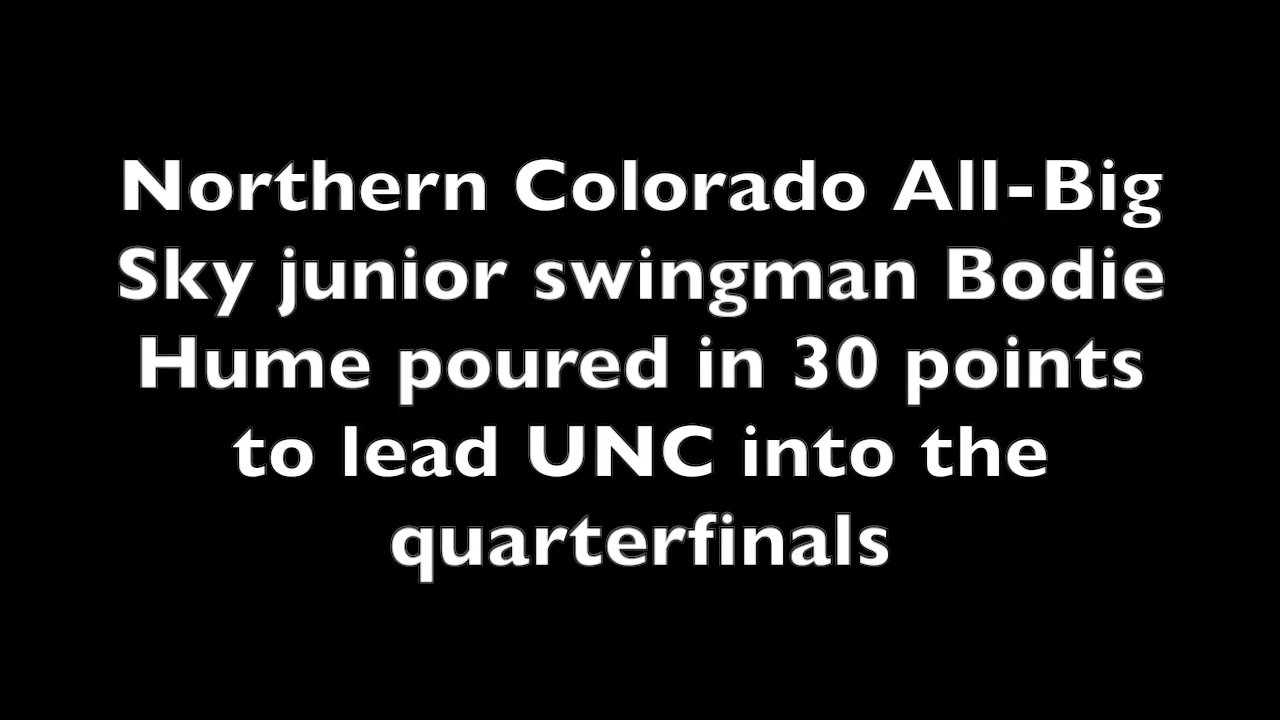 Northern Colorado All-Big
Sky junior swingman Bodie
Hume poured in 30 points
to lead UNC into the
quarterfinals